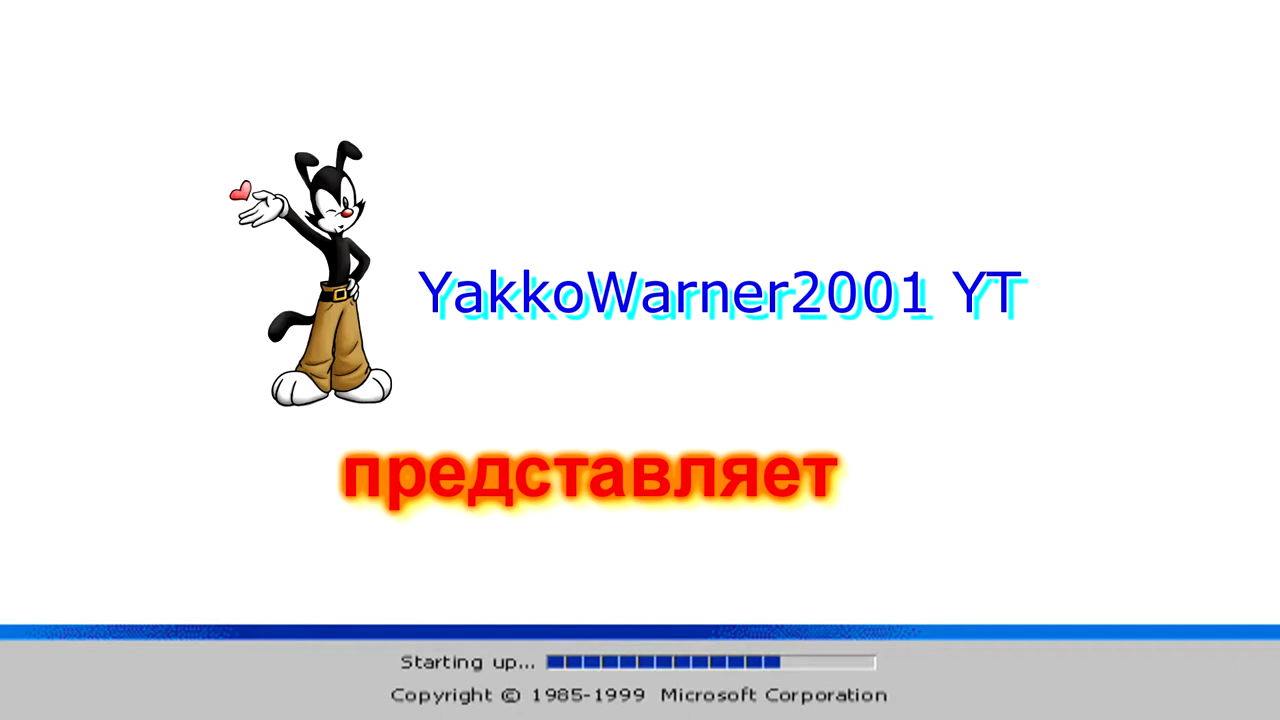 YakkoWarner2001 YT
представляет
Starting up...
Copyright © 1985-1999 Microsoft Corporation